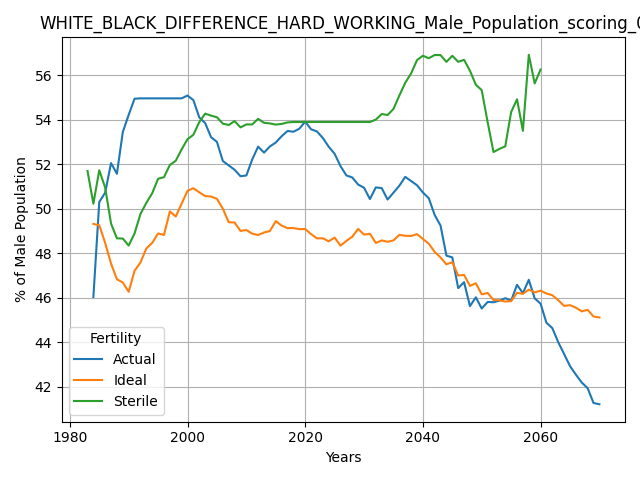 WHITE_BLACK_DIFFERENCE_HARD_WORKING_Male_Population_scoring_0
56
54
52
50
48
46
44
42
% of Male Population
Fertility
Actual
Ideal
Sterile
1980 2000 2020 2040 2060
Years